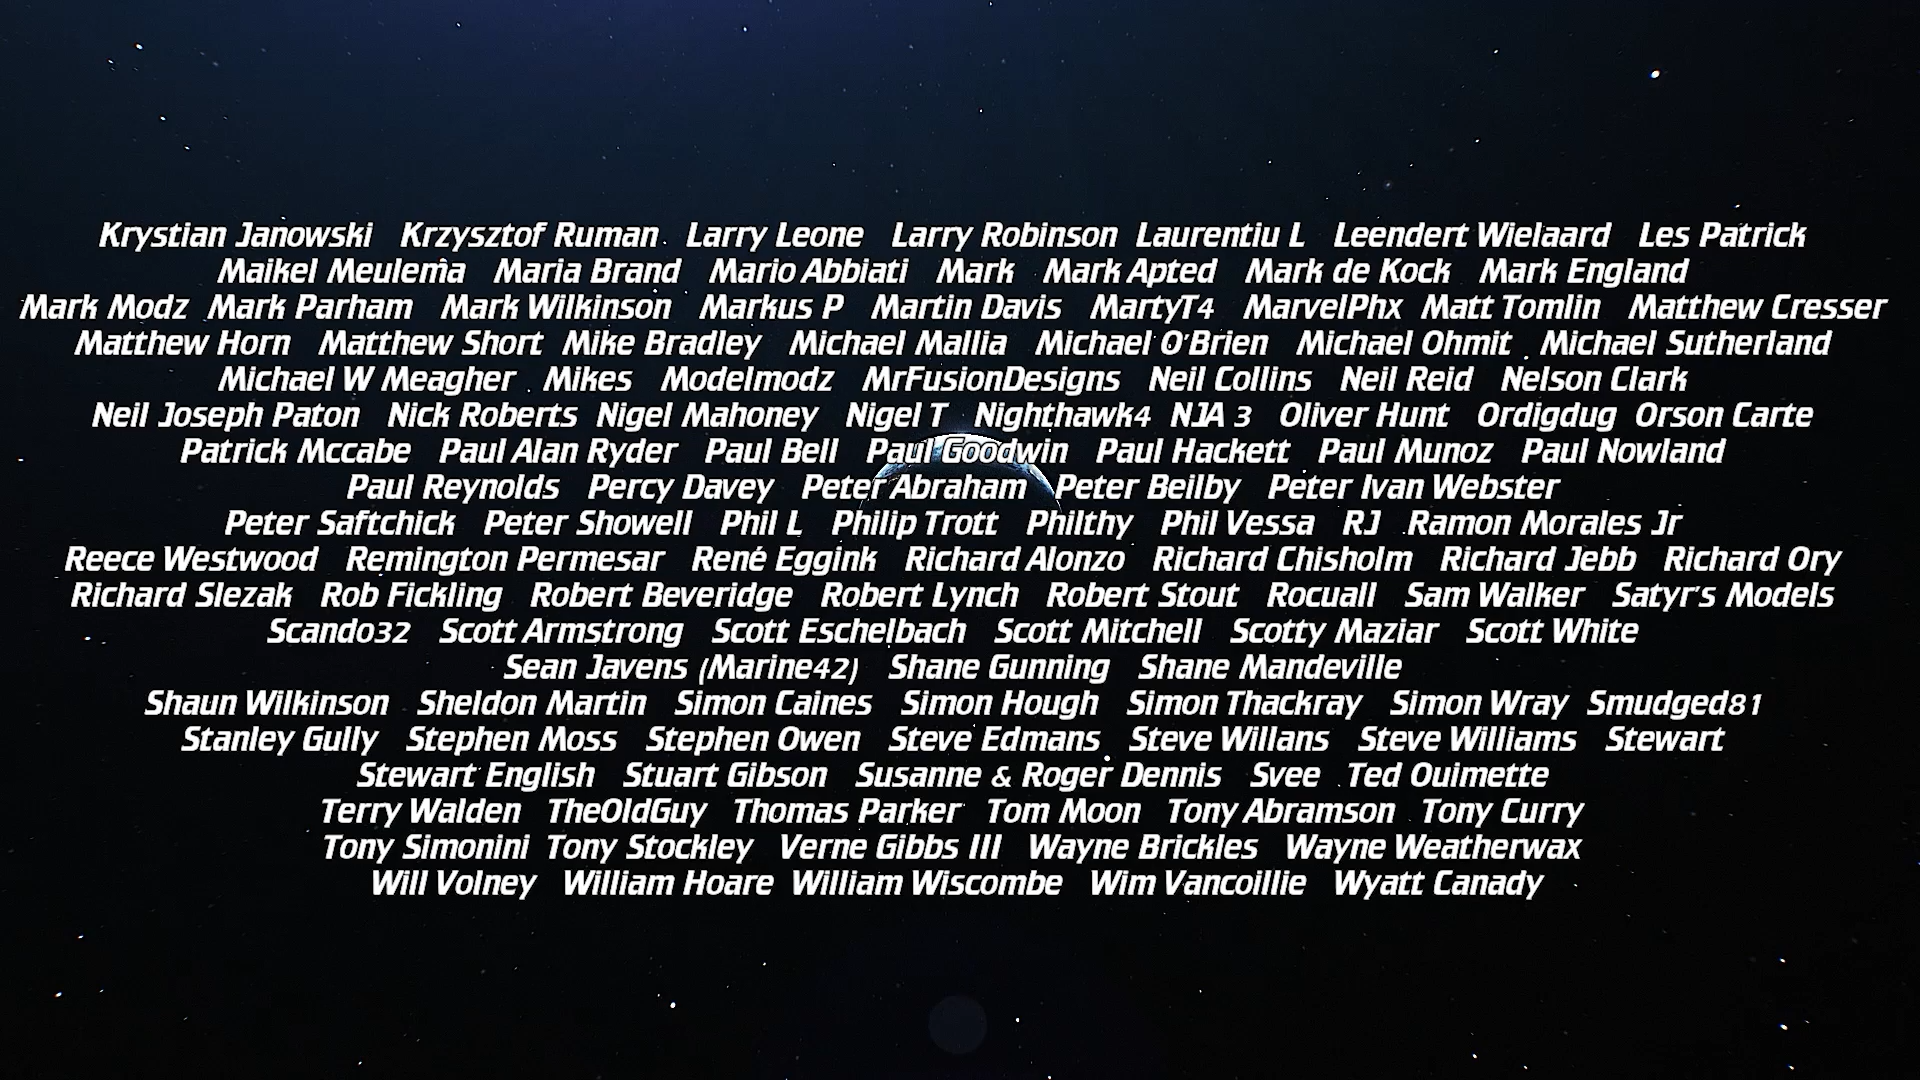 Krystian Janowski Krzysztof Ruman Larry Leone Larry Robinson Laurentiu L Leendert Wielaard Les Patrick
Maikel Meulema Maria Brand Mario Abbiati Mark Mark Apted Mark de Kock Mark England
Mark Modz Mark Parham Mark Wilkinson Markus P Martin Davis MartyT4 MarvelPhx Matt Tomlin Matthew Cresser
Matthew Horn Matthew Short Mike Bradley Michael Mallia Michael O'Brien Michael Ohmit Michael Sutherland
Michael W Meagher Mikes Modelmodz MrFusionDesigns Neil Collins Neil Reid Nelson Clark
Neil Joseph Paton Nick Roberts Nigel Mahoney Nigel T Nighthawk4 NJA 3 Oliver Hunt Ordigdug Orson Carte
Patrick Mccabe Paul Alan Ryder Paul Bell Paul Goodwin Paul Hackett Paul Munoz Paul Nowland
Paul Reynolds Percy Davey Peter Abraham Peter Beilby Peter Ivan Webster
Peter Saftchick Peter Showell Phil L Philip Trott Philthy Phil Vessa RJ Ramon Morales Jr
Reece Westwood Remington Permesar René Eggink Richard Alonzo Richard Chisholm Richard Jebb Richard Ory
Richard Slezak Rob Fickling Robert Beveridge Robert Lynch Robert Stout Rocuall Sam Walker Satyr's Models
Scando32 Scott Armstrong Scott Eschelbach Scott Mitchell Scotty Maziar Scott White
Sean Javens (Marine42) Shane Gunning Shane Mandeville
Shaun Wilkinson Sheldon Martin Simon Caines Simon Hough Simon Thackray Simon Wray Smudged81
Stanley Gully Stephen Moss Stephen Owen Steve Edmans Steve Willans Steve Williams Stewart
Stewart English Stuart Gibson Susanne & Roger Dennis Svee Ted Ouimette
Terry Walden TheOldGuy Thomas Parker Tom Moon Tony Abramson Tony Curry
Tony Simonini Tony Stockley Verne Gibbs III Wayne Brickles Wayne Weatherwax
Will Volney William Hoare William Wiscombe Wim Vancoillie Wyatt Canady